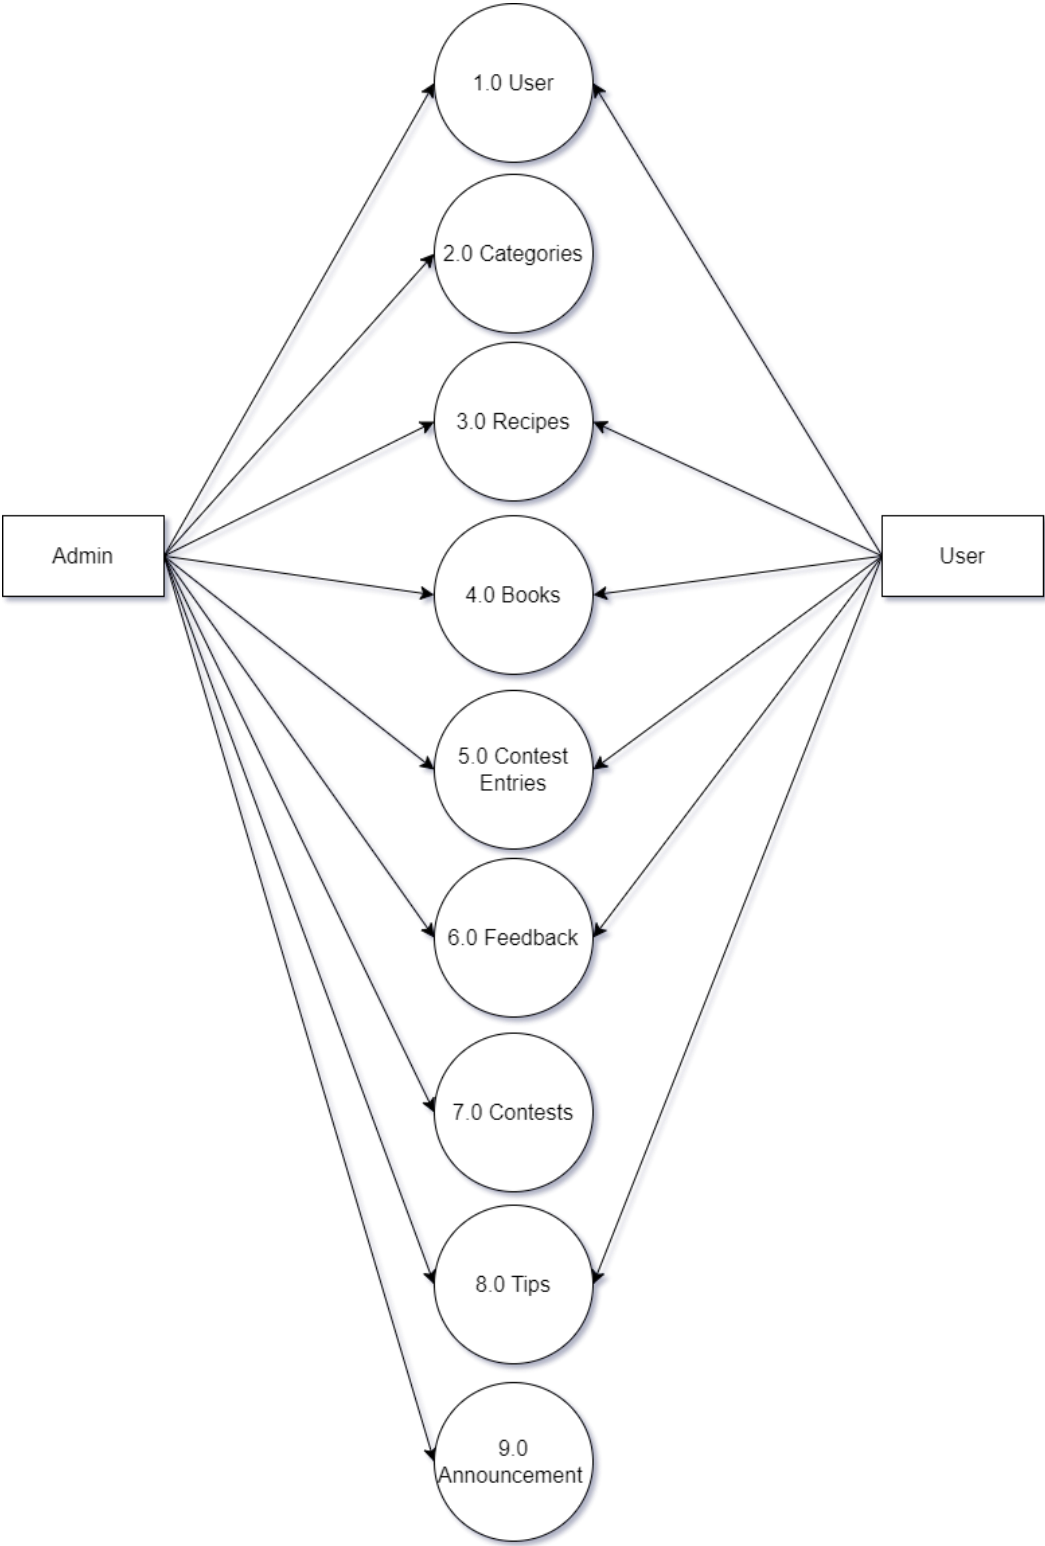 1.0 User
2.0 Categories
3.0 Recipes
Admin
User
4.0 Books
5.0 Contest
Entries
6.0 Feedback
7.0 Contests
8.0 Tips
9.0
Announcement